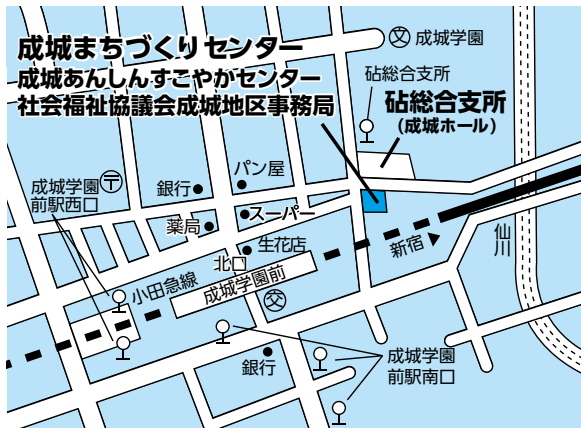 成城まちづくりセンター
成城あんしんすこやかセンター
社会福祉協議会成城地区事務局
文 成城学園
砧総合支所
砧総合支所
(成城ホール)
成城学園
前駅西口
〒
銀行
パン屋
薬局
スーパー
生花店
北口
小田急線
成城学園前
交
新宿
仙川
銀行
成城学園
前駅南口